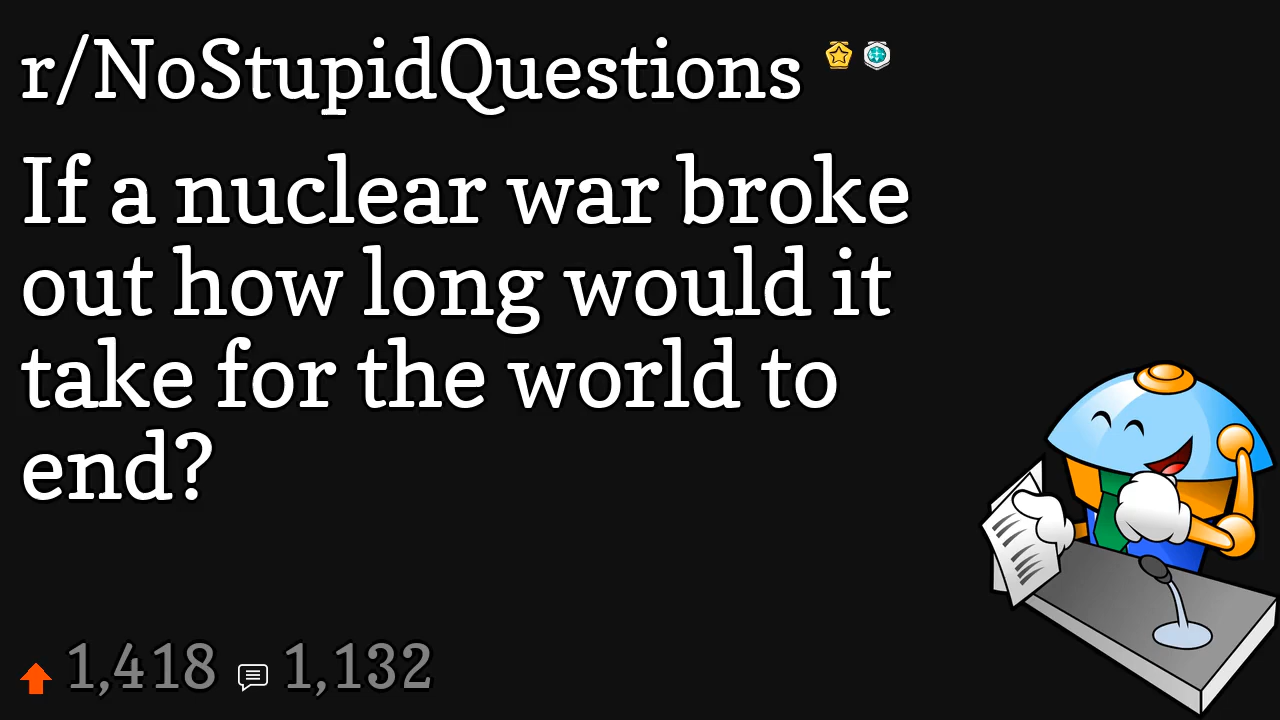 r/NoStupidQuestions
If a nuclear war broke
out how long would it
take for the world to
end?
1,418 1,132